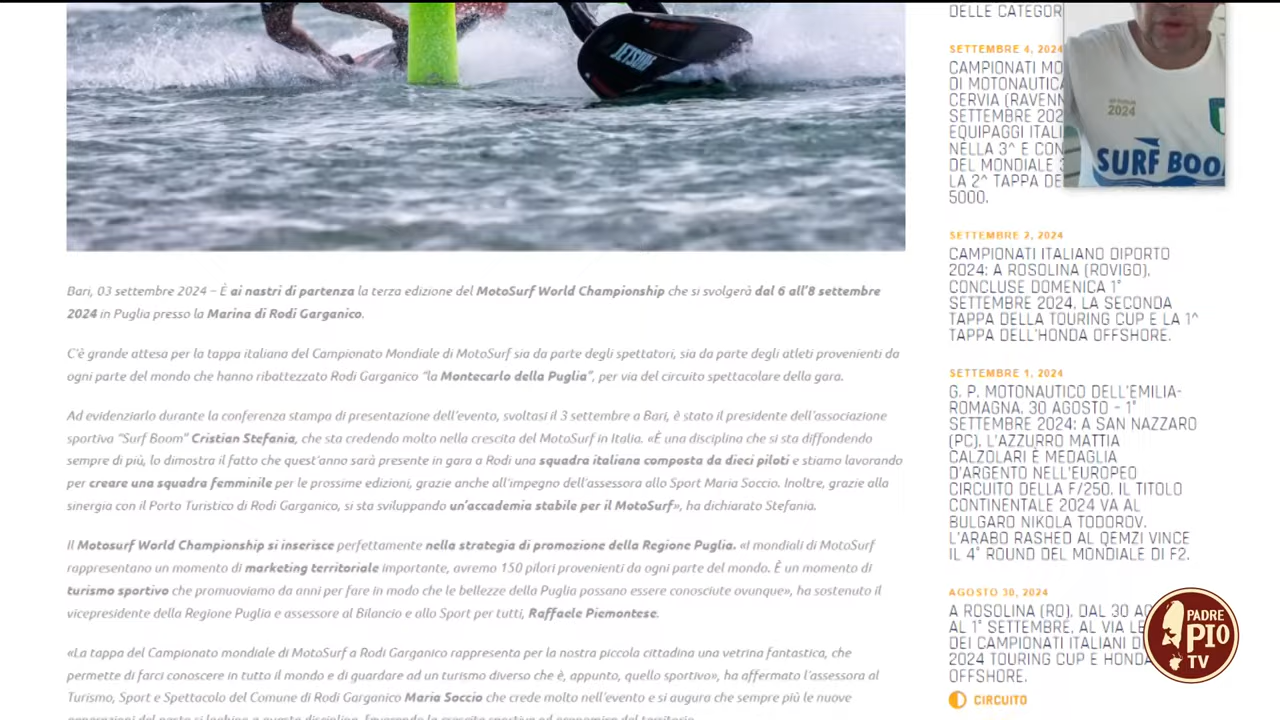 JETSURF
Bari, 03 settembre 2024 – È ai nastri di partenza la terza edizione del MotoSurf World Championship che si svolgerà dal 6 all'8 settembre
2024 in Puglia presso la Marina di Rodi Garganico.
C'è grande attesa per la tappa italiana del Campionato Mondiale di MotoSurf sia da parte degli spettatori, sia da parte degli atleti provenienti da
ogni parte del mondo che hanno ribattezzato Rodi Garganico "la Montecarlo della Puglia", per via del circuito spettacolare della gara.
Ad evidenziarlo durante la conferenza stampa di presentazione dell'evento, svoltasi il 3 settembre a Bari, è stato il presidente dell'associazione
sportiva "Surf Boom" Cristian Stefania, che sta credendo molto nella crescita del MotoSurf in Italia. «È una disciplina che si sta diffondendo
sempre di più, lo dimostra il fatto che quest'anno sarà presente in gara a Rodi una squadra italiana composta da dieci piloti e stiamo lavorando
per creare una squadra femminile per le prossime edizioni, grazie anche all'impegno dell'assessora allo Sport Maria Soccio. Inoltre, grazie alla
sinergia con il Porto Turistico di Rodi Garganico, si sta sviluppando un'accademia stabile per il MotoSurf», ha dichiarato Stefania.
Il Motosurf World Championship si inserisce perfettamente nella strategia di promozione della Regione Puglia. «I mondiali di MotoSurf
rappresentano un momento di marketing territoriale importante, avremo 150 pilori provenienti da ogni parte del mondo. È un momento di
turismo sportivo che promuoviamo da anni per fare in modo che le bellezze della Puglia possano essere conosciute ovunque», ha sostenuto il
vicepresidente della Regione Puglia e assessore al Bilancio e allo Sport per tutti, Raffaele Piemontese.
«La tappa del Campionato mondiale di MotoSurf a Rodi Gargano rappresenta per la nostra piccola cittadina una vetrina fantastica, che
permette di farci conoscere in tutto il mondo e di guardare ad un turismo diverso che è, appunto, quello sportivo», ha affermato l'assessora al
Turismo, Sport e Spettacolo del Comune di Rodi Garganico Maria Soccio che crede molto nell'evento e si augura che sempre più le nuove
DELLE CATEGOR
SETTEMBRE 4, 2024
CAMPIONATI MO
DI MOTONAUTICA
CERVIA (RAVENN
SETTEMBRE 202
EQUIPAGGI ITALI
NELLA 3^ E CON
DEL MONDIALE 3
LA 2^ TAPPA DE
5000.
SETTEMBRE 2, 2024
CAMPIONATI ITALIANO DIPORTO
2024: A ROSOLINA (ROVIGO),
CONCLUSE DOMENICA 1°
SETTEMBRE 2024, LA SECONDA
TAPPA DELLA TOURING CUP E LA 1^
TAPPA DELL'HONDA OFFSHORE.
SETTEMBRE 1, 2024
G. P. MOTONAUTICO DELL'EMILIA-
ROMAGNA, 30 AGOSTO – 1°
SETTEMBRE 2024: A SAN NAZZARO
(PC), L'AZZURRO MATTIA
CALZOLARI È MEDAGLIA
D'ARGENTO NELL'EUROPEO
CIRCUITO DELLA F/250. IL TITOLO
CONTINENTALE 2024 VA AL
BULGARO NIKOLA TODOROV.
L'ARABO RASHED AL QEMZI VINCE
IL 4° ROUND DEL MONDIALE DI F2.
AGOSTO 30, 2024
A ROSOLINA (RO), DAL 30 AGO
AL 1° SETTEMBRE, AL VIA LE
DEI CAMPIONATI ITALIANI D
2024 TOURING CUP E HONDA
OFFSHORE.
CIRCUITO
2024
SURF BOO
PADRE
PIO
TV